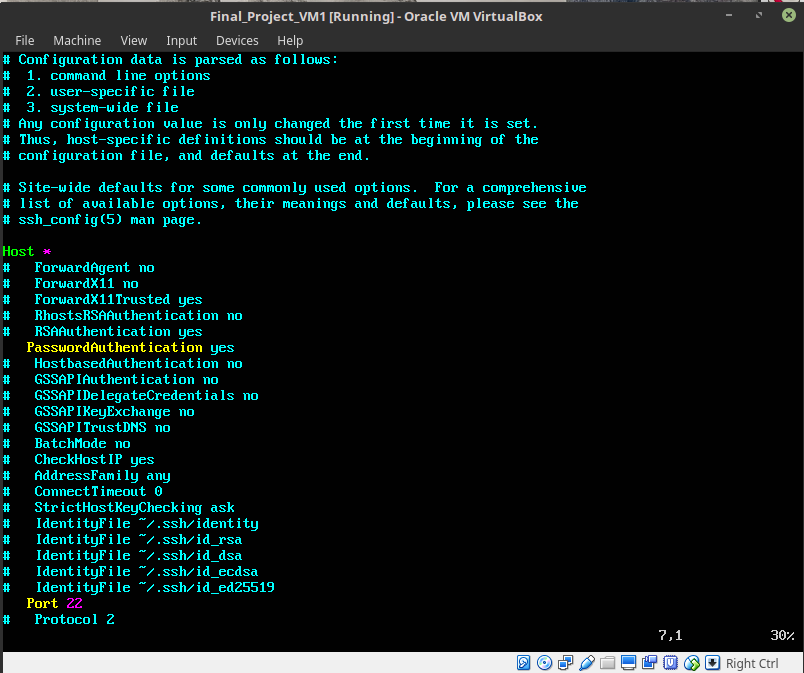 Final_Project_VM1 [Running] - Oracle VM VirtualBox
File Machine View Input Devices Help
# Configuration data is parsed as follows:
#  1. command line options
#  2. user-specific file
#  3. system-wide file
# Any configuration value is only changed the first time it is set.
# Thus, host-specific definitions should be at the beginning of the
# configuration file, and defaults at the end.
# Site-wide defaults for some commonly used options.  For a comprehensive
# list of available options, their meanings and defaults, please see the
# ssh_config(5) man page.
Host *
#   ForwardAgent no
#   ForwardX11 no
#   ForwardX11Trusted yes
#   RhostsRSAAuthentication no
#   RSAAuthentication yes
   PasswordAuthentication yes
#   HostbasedAuthentication no
#   GSSAPIAuthentication no
#   GSSAPIDelegateCredentials no
#   GSSAPIKeyExchange no
#   GSSAPITrustDNS no
#   BatchMode no
#   CheckHostIP yes
#   AddressFamily any
#   ConnectTimeout 0
#   StrictHostKeyChecking ask
#   IdentityFile ~/.ssh/identity
#   IdentityFile ~/.ssh/id_rsa
#   IdentityFile ~/.ssh/id_dsa
#   IdentityFile ~/.ssh/id_ecdsa
#   IdentityFile ~/.ssh/id_ed25519
   Port 22
#   Protocol 2
7,1 30%
Right Ctrl